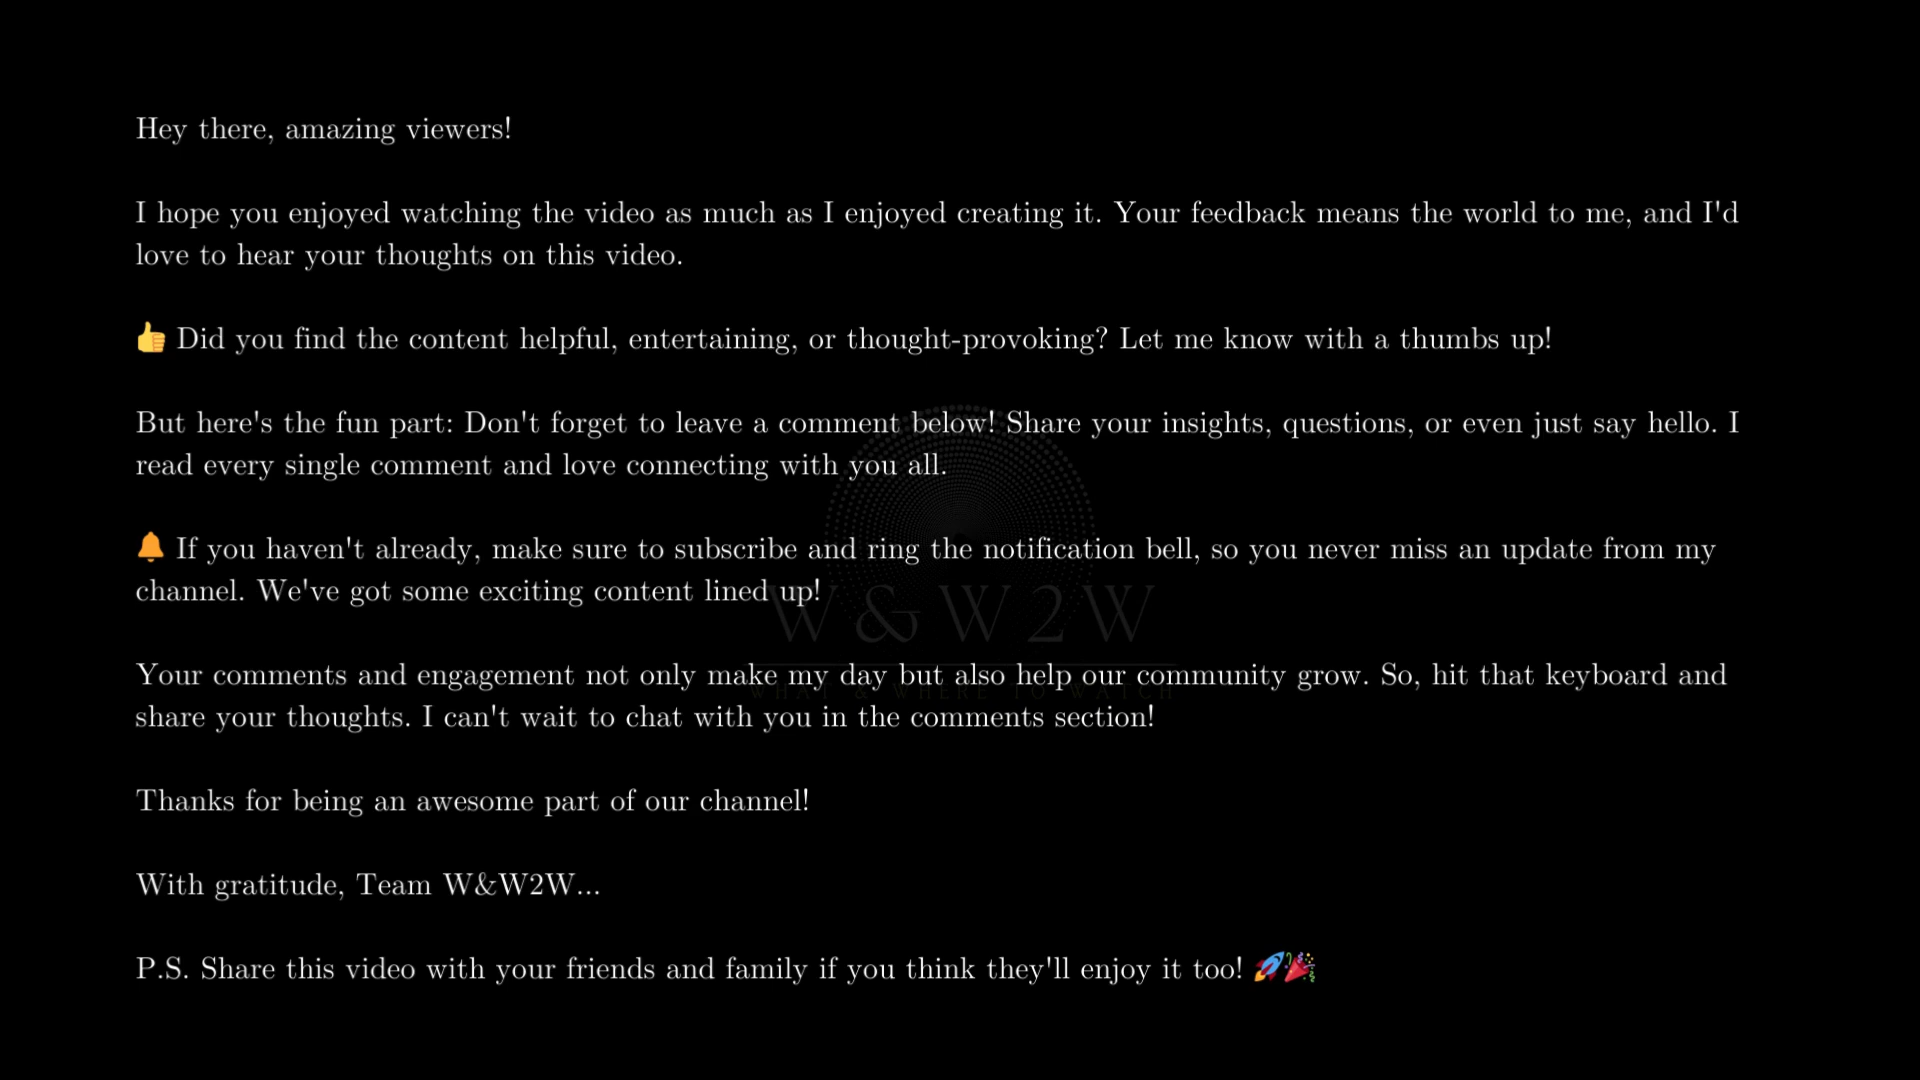 Hey there, amazing viewers!
I hope you enjoyed watching the video as much as I enjoyed creating it. Your feedback means the world to me, and I'd
love to hear your thoughts on this video.
👍 Did you find the content helpful, entertaining, or thought-provoking? Let me know with a thumbs up!
But here's the fun part: Don't forget to leave a comment below! Share your insights, questions, or even just say hello. I
read every single comment and love connecting with you all.
🔔 If you haven't already, make sure to subscribe and ring the notification bell, so you never miss an update from my
channel. We've got some exciting content lined up!
W&W2W
Your comments and engagement not only make my day but also help our community grow. So, hit that keyboard and
WHAT & WHERE TO WATCH
share your thoughts. I can't wait to chat with you in the comments section!
Thanks for being an awesome part of our channel!
With gratitude, Team W&W2W...
P.S. Share this video with your friends and family if you think they'll enjoy it too! 🚀🎉